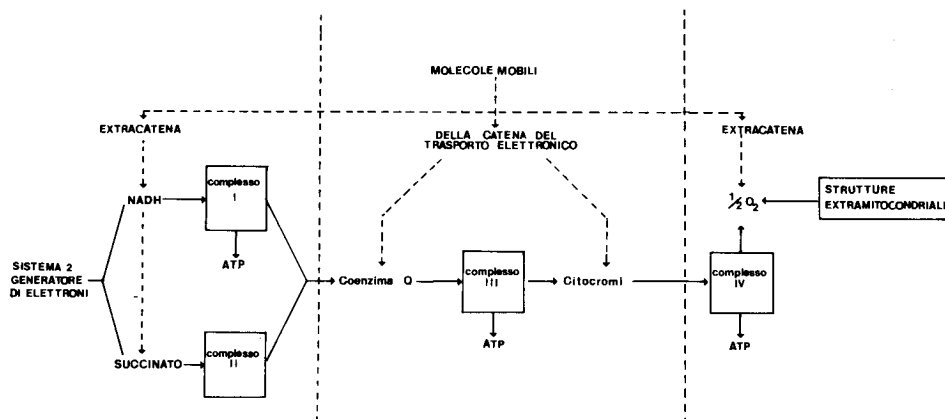 MOLECOLE MOBILI
EXTRACATENA
DELLA CATENA DEL
TRASPORTO ELETTRONICO
EXTRACATENA
NADH
complesso
I
ATP
SISTEMA 2
GENERATORE
DI ELETTRONI
SUCCINATO
complesso
II
Coenzima Q
complesso
III
ATP
Citocromi
1/2 O2
STRUTTURE
EXTRAMITOCONDRIALI
complesso
IV
ATP